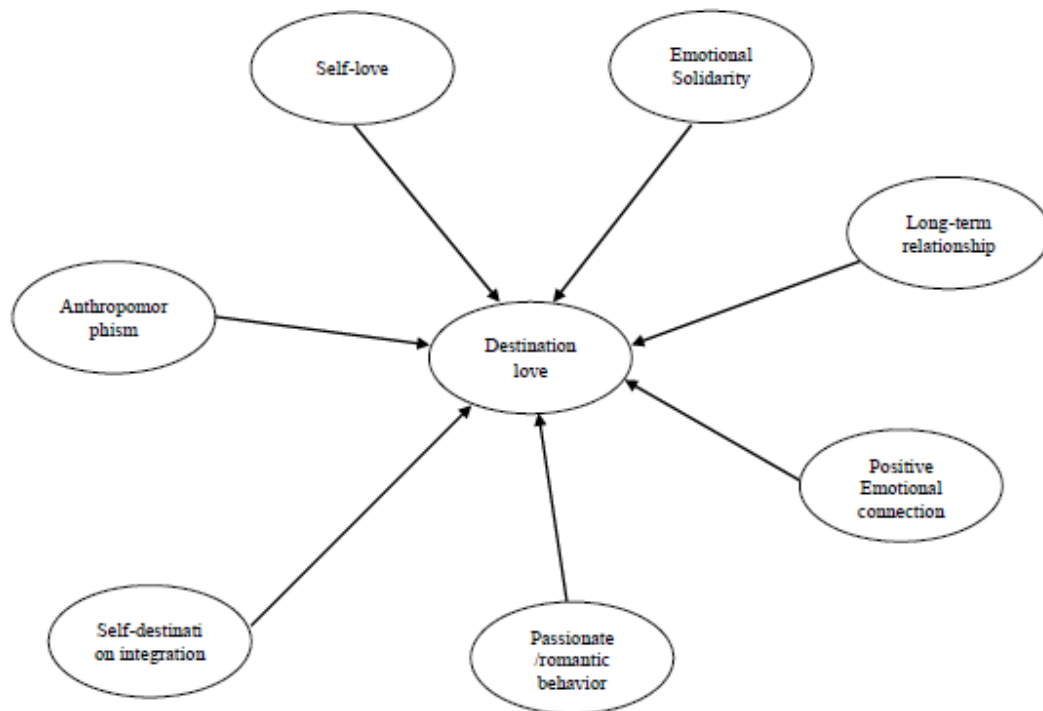 Self-love
Emotional
Solidarity
Long-term
relationship
Anthropomor
phism
Destination
love
Positive
Emotional
connection
Self-destinati
on integration
Passionate
/romantic
behavior